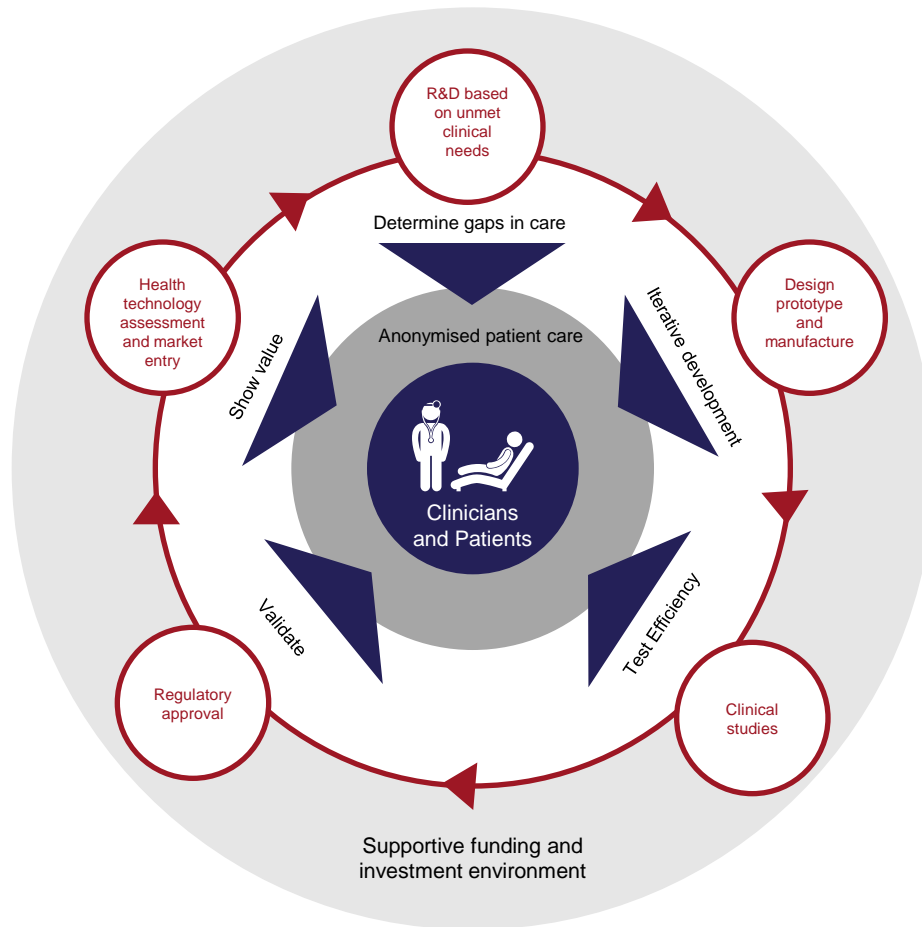 R&D based
on unmet
clinical
needs
Determine gaps in care
Health
technology
assessment
and market
entry
Design
prototype
and
manufacture
Show value
Anonymised patient care
Iterative development
Clinicians
and Patients
Validate
Test Efficiency
Regulatory
approval
Clinical
studies
Supportive funding and
investment environment